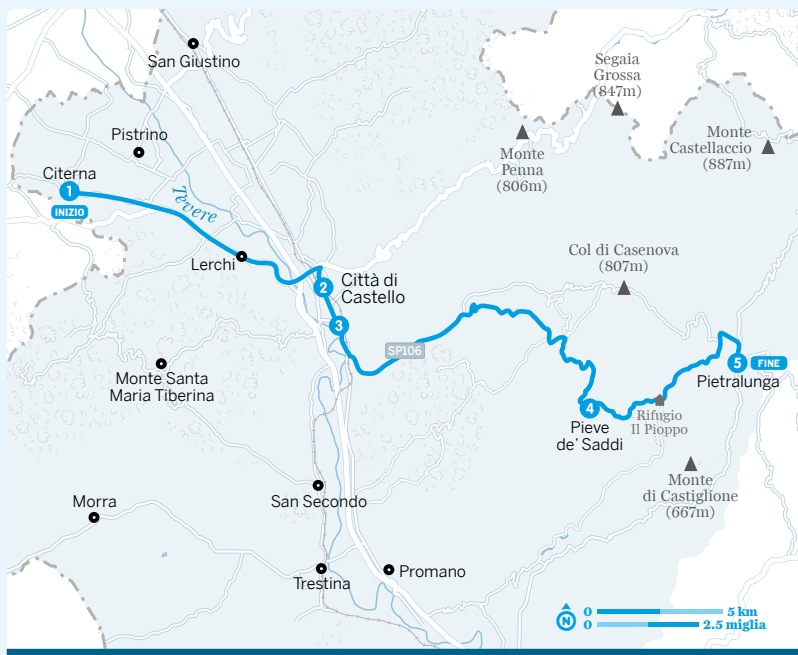 San Giustino
Segaia
Grossa
(847m)
Pistrino
Monte
Penna
(806m)
Monte
Castellaccio
(887m)
Citerna
1
INIZIO
Tevere
Lerchi
2
Città di
Castello
3
Col di Casenova
(807m)
SP106
Monte Santa
Maria Tiberina
5
FINE
Pietralunga
4
Pieve
de' Saddi
Rifugio
Il Pioppo
Monte
di Castiglione
(667m)
Morra
San Secondo
Trestina
Promano
N
0 5 km
0 2.5 miglia